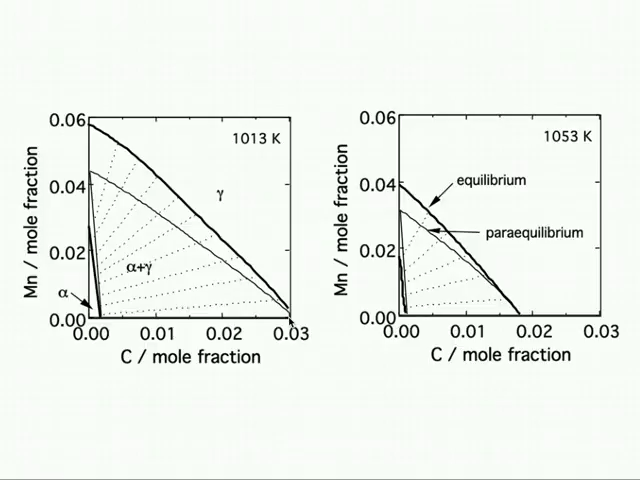 0.06
0.04
0.02
0.00
Mn / mole fraction
1013 K
γ
α+γ
α
0.00 0.01 0.02 0.03
C / mole fraction
0.06
0.04
0.02
0.00
Mn / mole fraction
1053 K
equilibrium
paraequilibrium
0.00 0.01 0.02 0.03
C / mole fraction